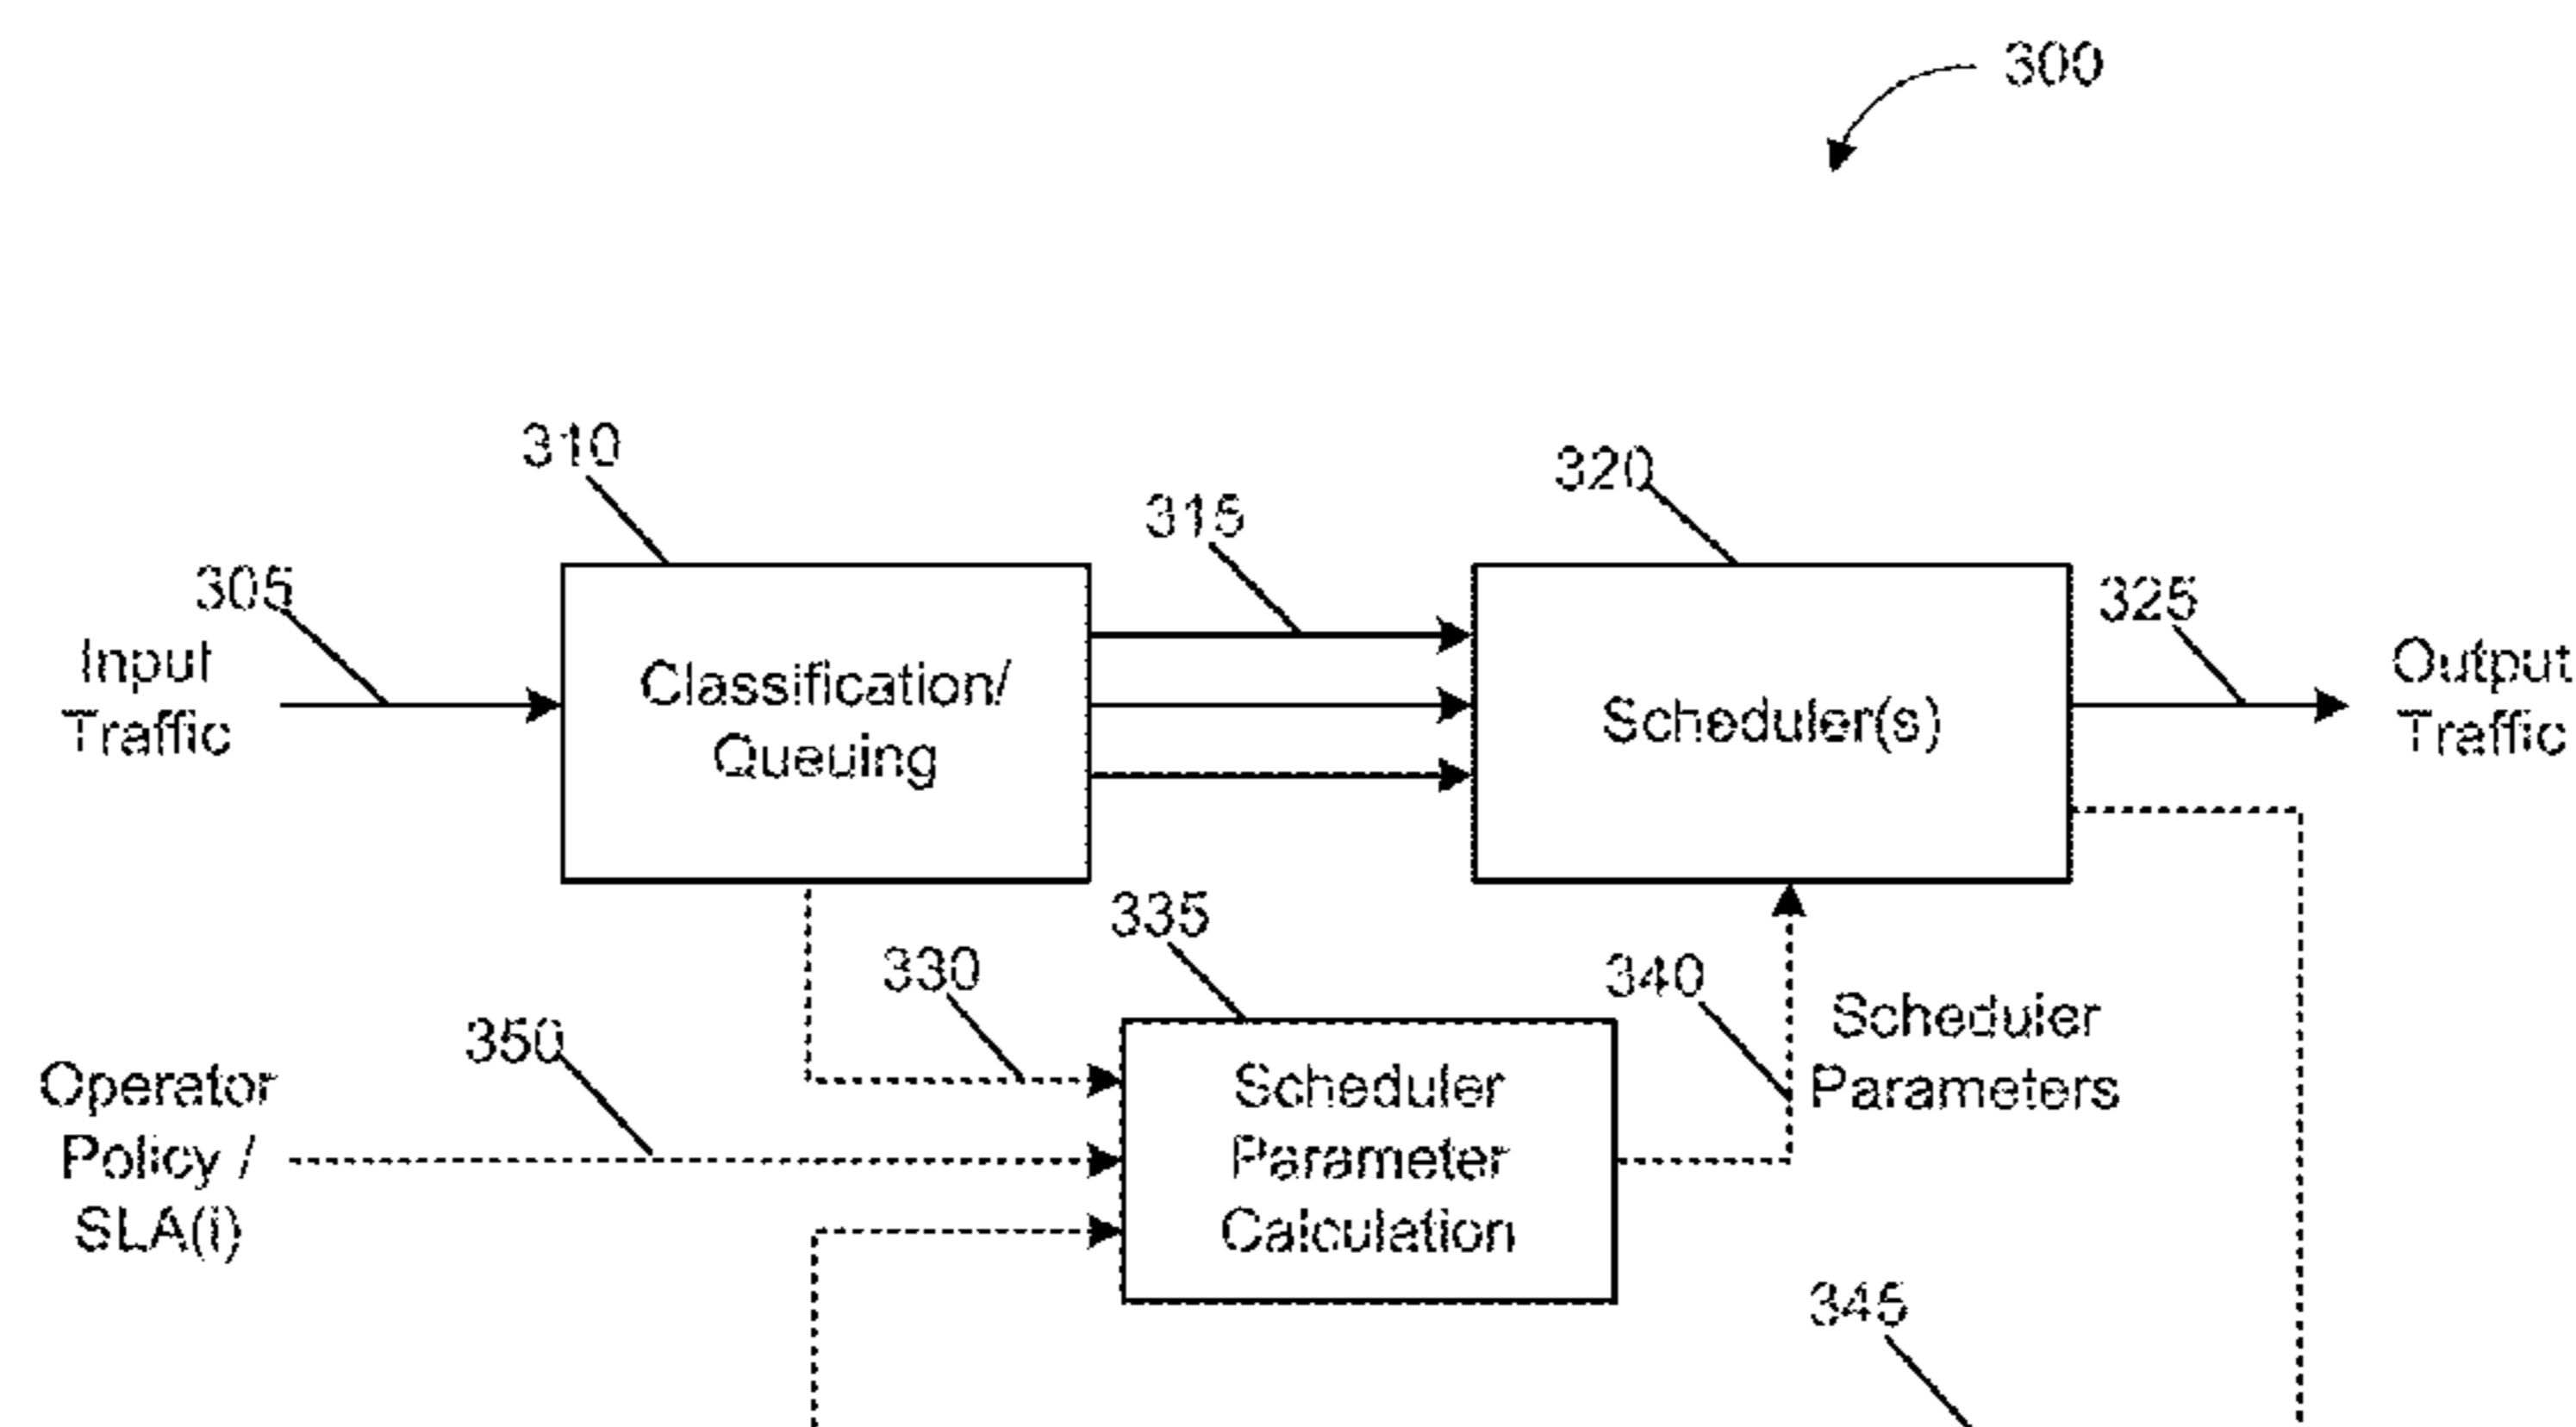 300
310
320
315
305
325
Input
Traffic
Classification/
Queuing
Scheduler(s)
Output
Traffic
335
330
340
350
Scheduler
Parameters
Operator
Policy /
SLA(i)
Scheduler
Parameter
Calculation
345